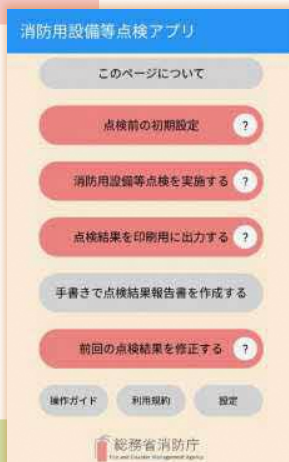 消防用設備等点検アプリ
このページについて
点検前の初期設定 ?
消防用設備等点検を実施する ?
点検結果を印刷用に出力する ?
手書きで点検結果報告書を作成する
前回の点検結果を修正する ?
操作ガイド 利用規約 設定
総務省消防庁
Fire and Disaster Management Agency